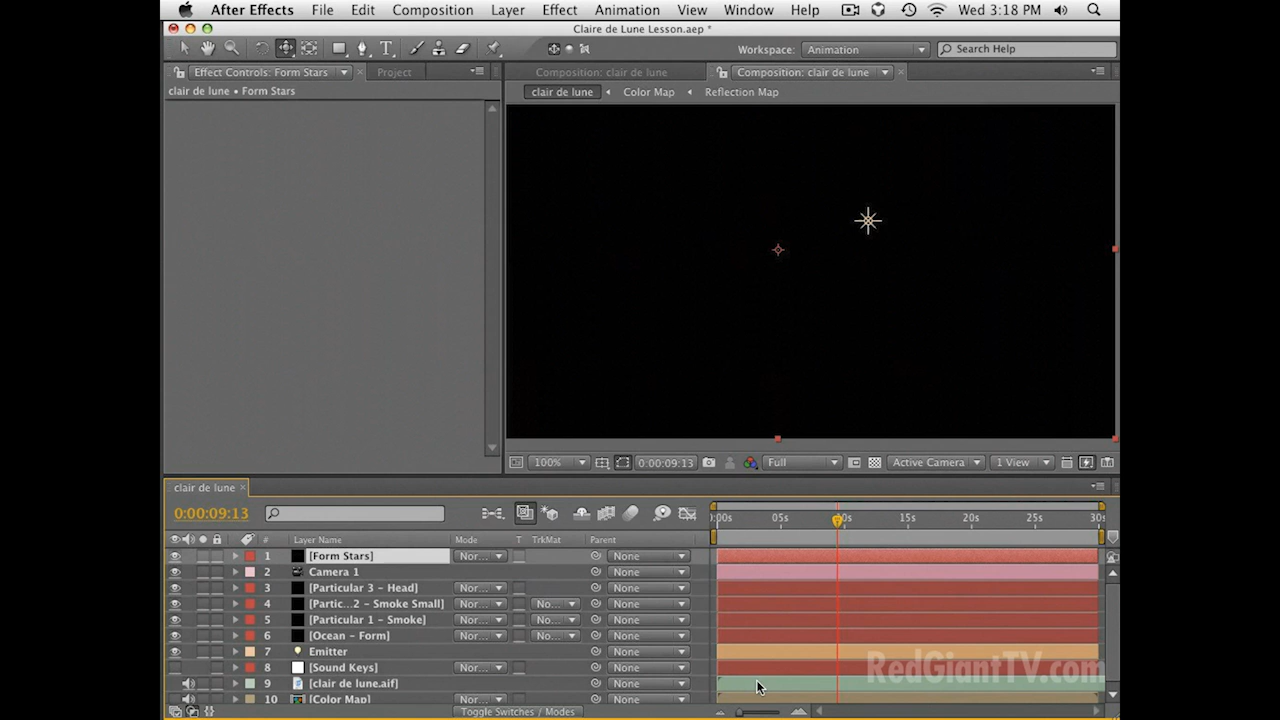 After Effects File Edit Composition Layer Effect Animation View Window Help Wed 3:18 PM
Claire de Lune Lesson.aep *
Workspace: Animation Search Help
Effect Controls: Form Stars Project Composition: clair de lune Composition: clair de lune
clair de lune • Form Stars clair de lune Color Map Reflection Map
100% 0:00:09:13 Full Active Camera 1 View
clair de lune
0:00:09:13 :00s 05s 15s 20s 25s 30s
# Layer Name Mode T TrkMat Parent
1 [Form Stars] Nor... None
2 Camera 1 None
3 [Particular 3 – Head] Nor... None
4 [Partic...2 – Smoke Small] Nor... No... None
5 [Particular 1 – Smoke] Nor... No... None
6 [Ocean – Form] Nor... No... None
7 Emitter None
8 [Sound Keys] Nor... None
9 [clair de lune.aif] None
10 [Color Map] Nor... No... None
Toggle Switches / Modes
RedGiantTV.com